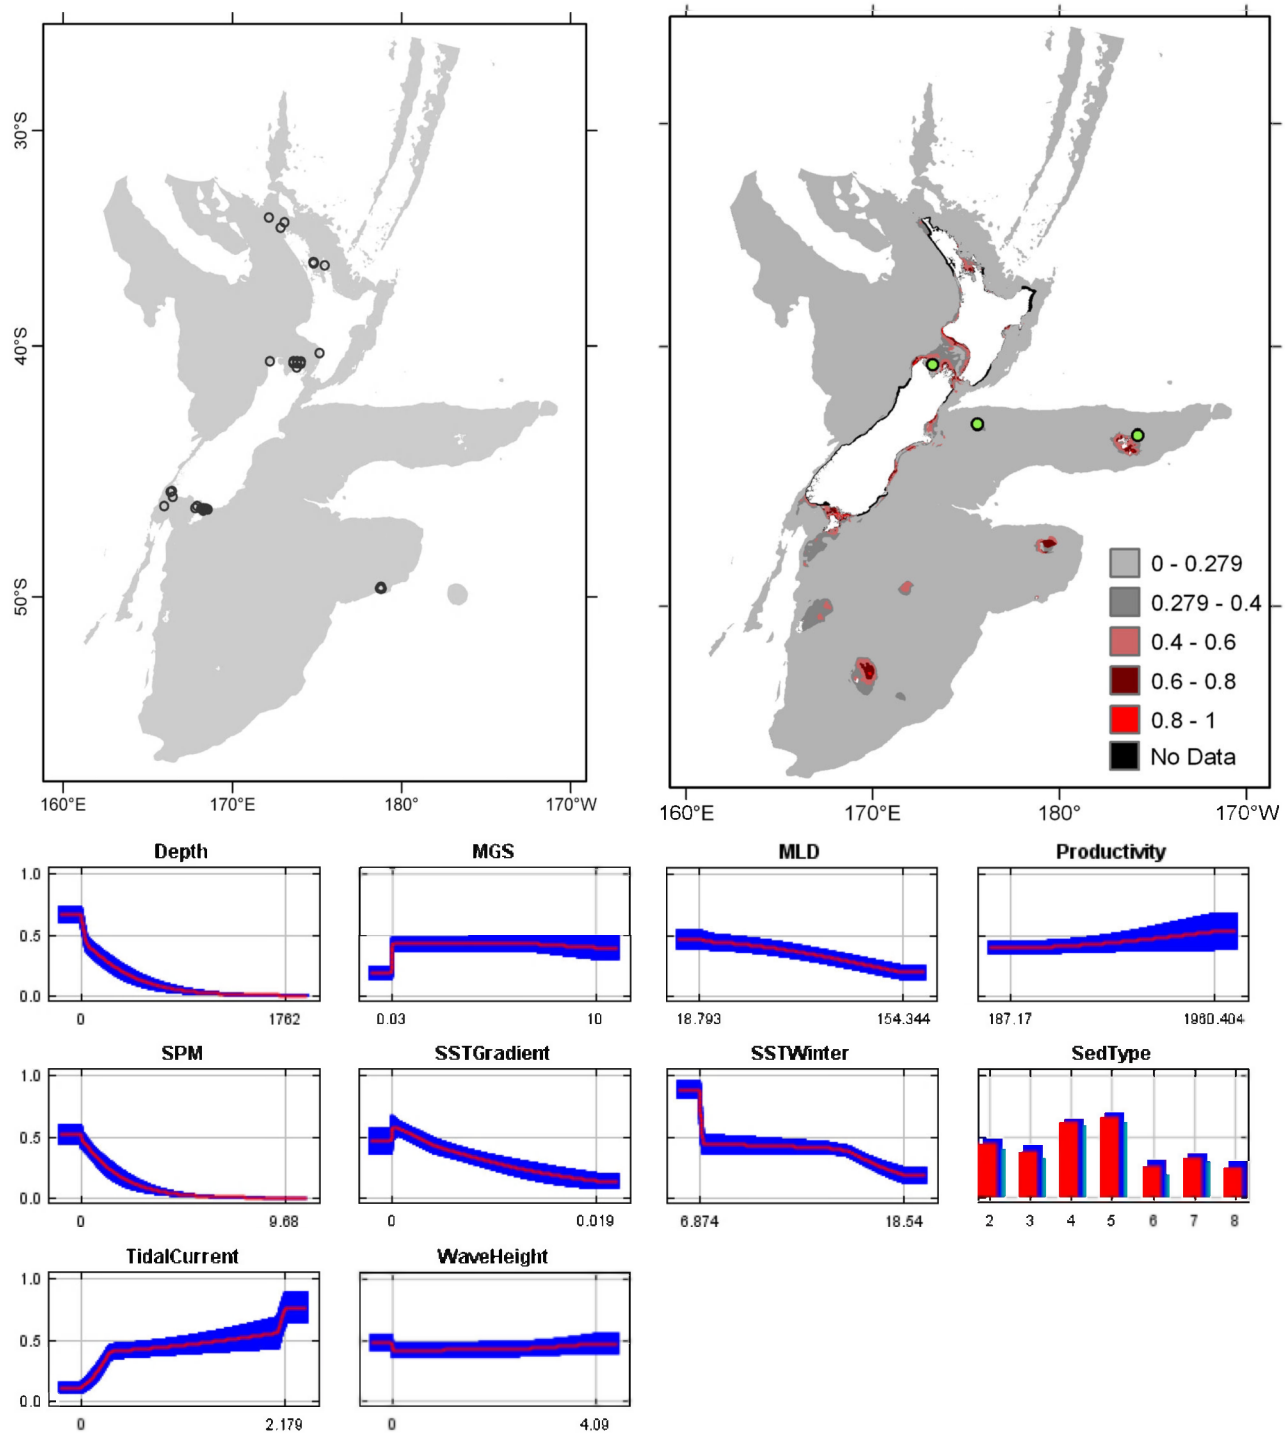 30°S
40°S
50°S
160°E 170°E 180° 170°W
0 - 0.279
0.279 - 0.4
0.4 - 0.6
0.6 - 0.8
0.8 - 1
No Data
160°E 170°E 180° 170°W
Depth MGS MLD Productivity
1.0
0.5
0.0
0 1762 0.03 10 18.793 154.344 187.17 1980.404
SPM SSTGradient SSTWinter SedType
1.0
0.5
0.0
0 9.68 0 0.019 6.874 18.54 2 3 4 5 6 7 8
TidalCurrent WaveHeight
1.0
0.5
0.0
0 2.179 0 4.09